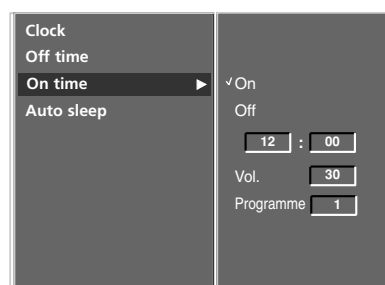 Clock
Off time
On time ▶
Auto sleep
✓On
Off
12 : 00
Vol. 30
Programme 1